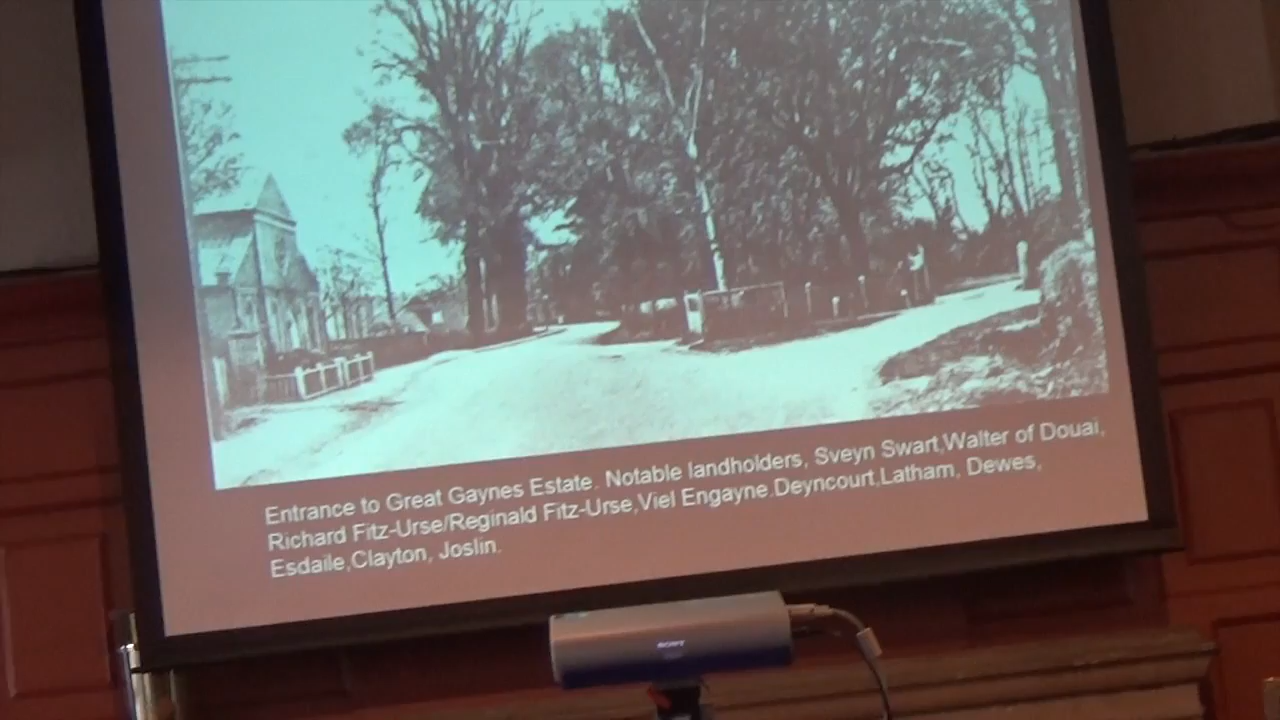 Entrance to Great Gaynes Estate. Notable landholders, Sveyn Swart,Walter of Douai,
Richard Fitz-Urse/Reginald Fitz-Urse,Viel Engayne.Deyncourt,Latham, Dewes,
Esdaile,Clayton, Joslin.
SONY